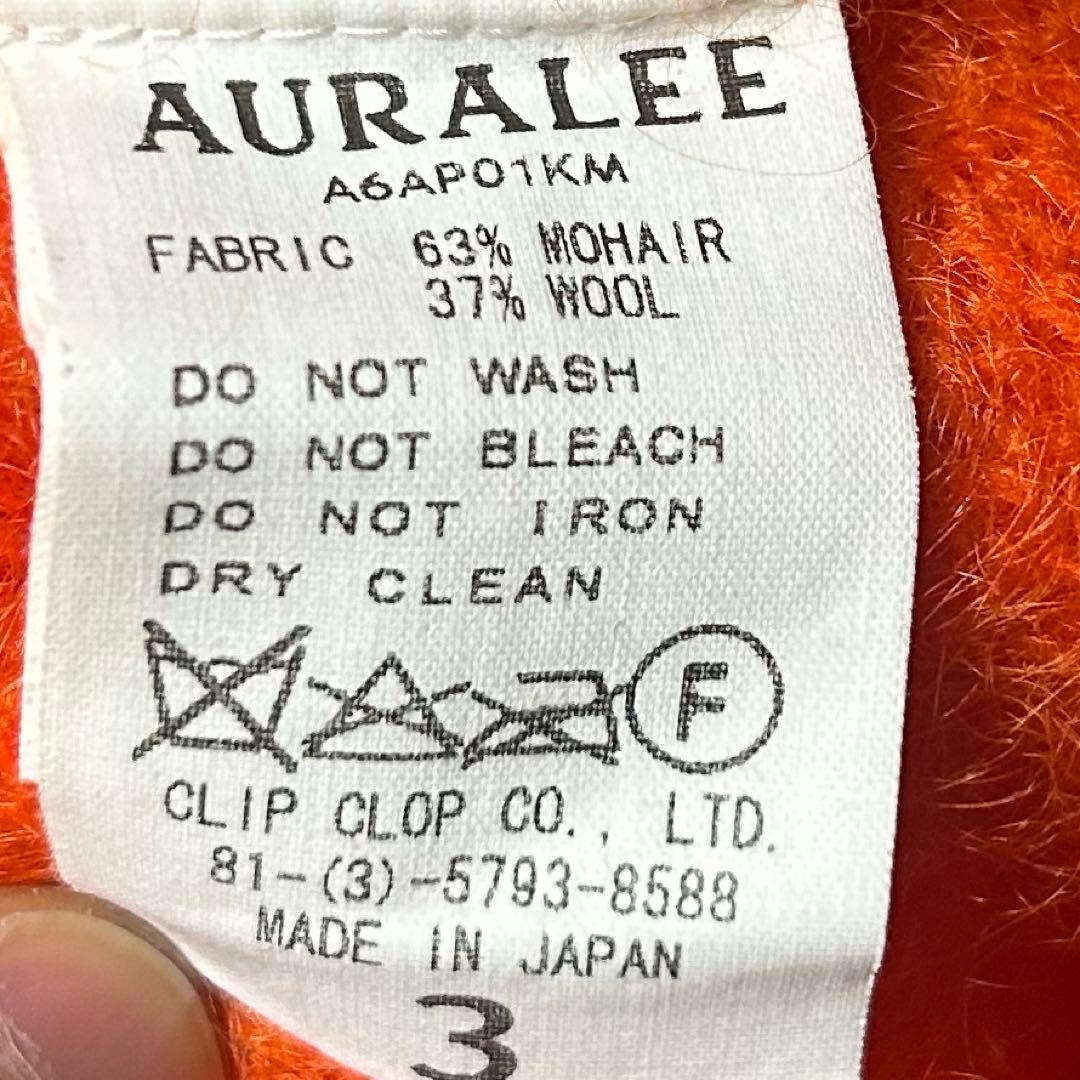 AURALEE
A6AP01KM
FABRIC 63% MOHAIR
37% WOOL
DO NOT WASH
DO NOT BLEACH
DO NOT IRON
DRY CLEAN
F
CLIP CLOP CO., LTD.
81-(3)-5793-8588
MADE IN JAPAN
3